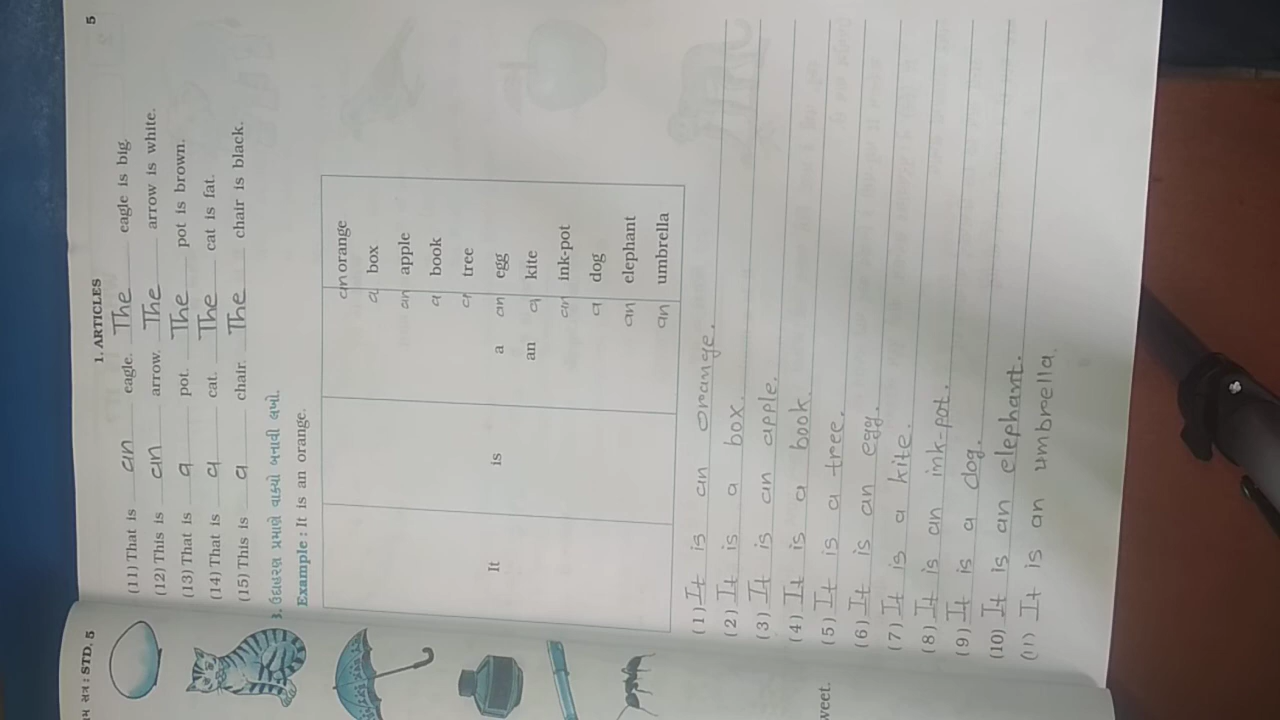 મ સત્ર : STD. 5
weet.
1. ARTICLES
5
(11) That is an eagle. The eagle is big.
(12) This is an arrow. The arrow is white.
(13) That is a pot. The pot is brown.
(14) That is a cat. The cat is fat.
(15) This is a chair. The chair is black.
3. ઉદાહરણ પ્રમાણે વાક્યો બનાવી લખો.
Example : It is an orange.
an orange
a box
an apple
a book
a tree
It is a an egg
an a kite
an ink-pot
a dog
an elephant
an umbrella
(1) It is an orange.
(2) It is a box.
(3) It is an apple.
(4) It is a book.
(5) It is a tree.
(6) It is an egg.
(7) It is a kite.
(8) It is an ink-pot.
(9) It is a dog.
(10) It is an elephant.
(11) It is an umbrella.